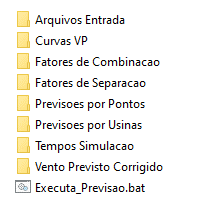 Arquivos Entrada
Curvas VP
Fatores de Combinacao
Fatores de Separacao
Previsoes por Pontos
Previsoes por Usinas
Tempos Simulacao
Vento Previsto Corrigido
Executa_Previsao.bat